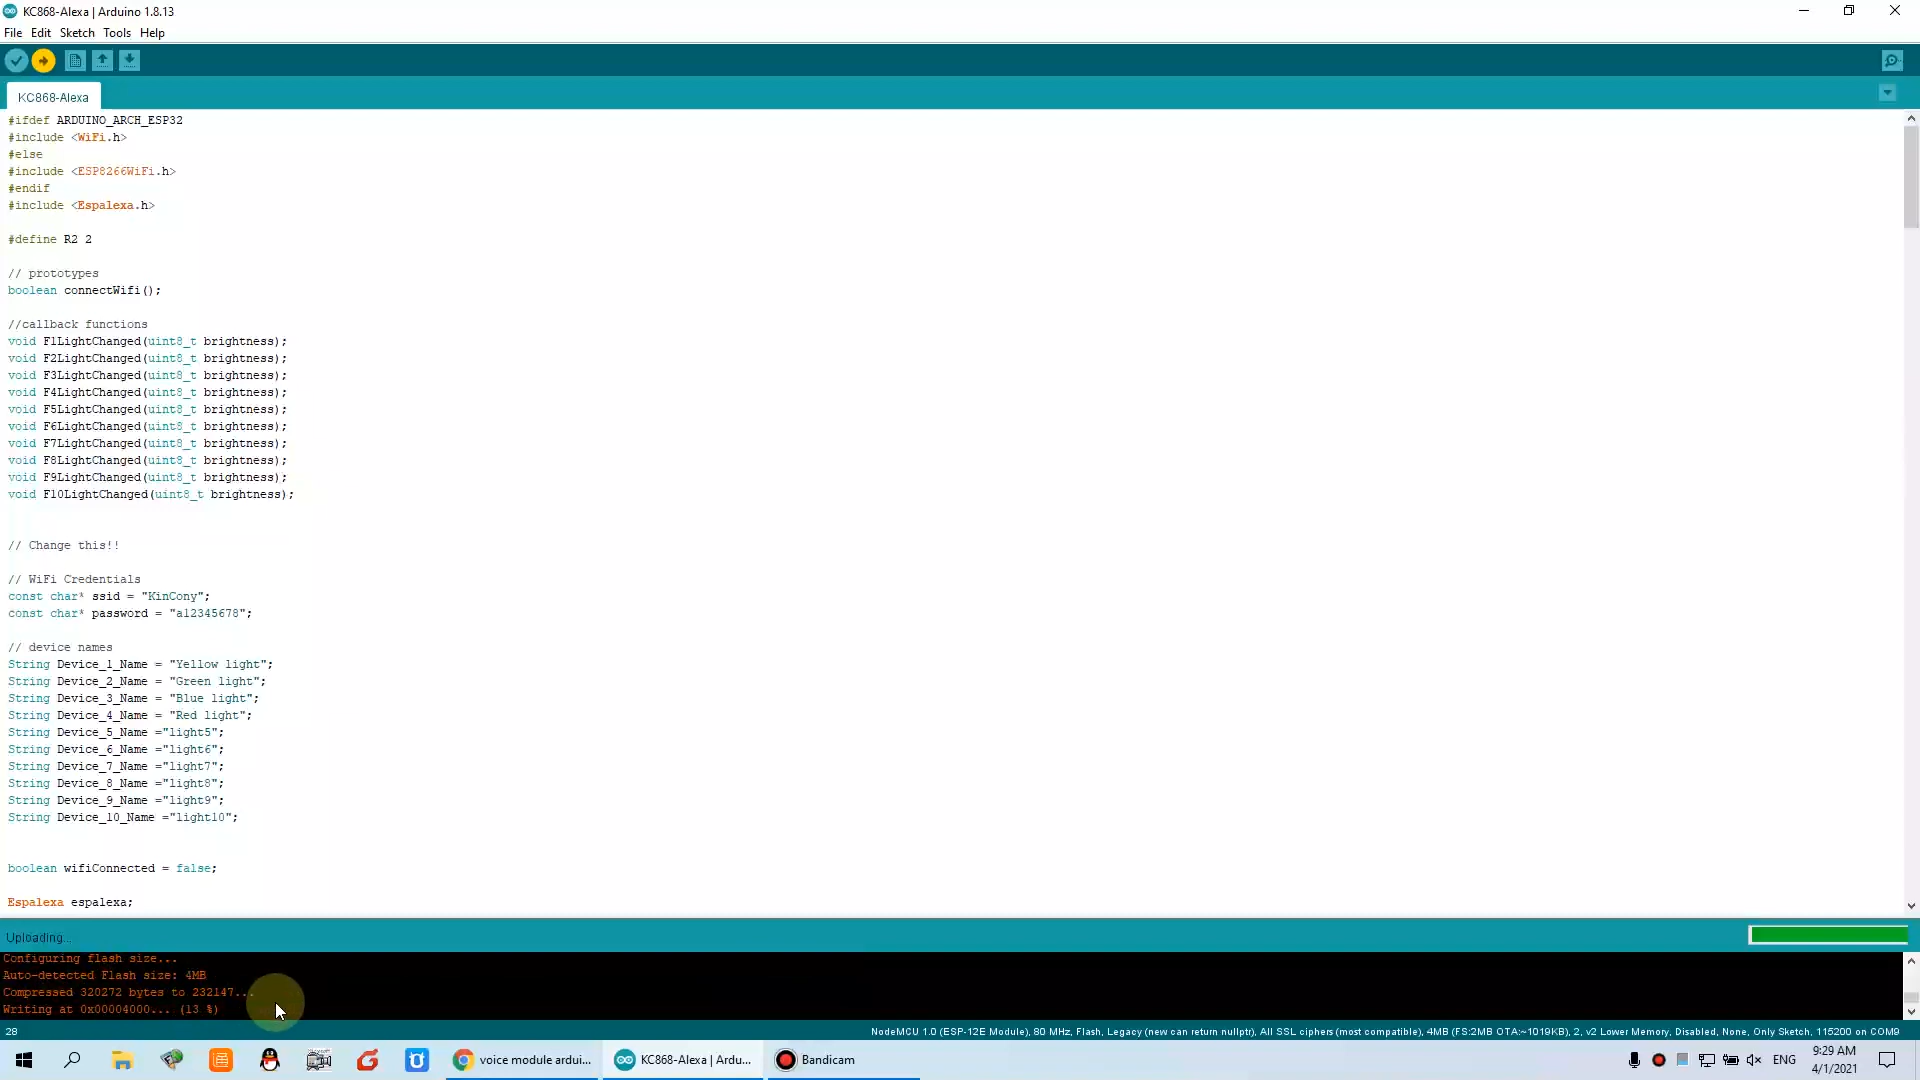 KC868-Alexa | Arduino 1.8.13
File Edit Sketch Tools Help
KC868-Alexa
#ifdef ARDUINO_ARCH_ESP32
#include <WiFi.h>
#else
#include <ESP8266WiFi.h>
#endif
#include <Espalexa.h>
#define R2 2
// prototypes
boolean connectWifi();
//callback functions
void F1LightChanged(uint8_t brightness);
void F2LightChanged(uint8_t brightness);
void F3LightChanged(uint8_t brightness);
void F4LightChanged(uint8_t brightness);
void F5LightChanged(uint8_t brightness);
void F6LightChanged(uint8_t brightness);
void F7LightChanged(uint8_t brightness);
void F8LightChanged(uint8_t brightness);
void F9LightChanged(uint8_t brightness);
void F10LightChanged(uint8_t brightness);
// Change this!!
// WiFi Credentials
const char* ssid = "KinCony";
const char* password = "a12345678";
// device names
String Device_1_Name = "Yellow light";
String Device_2_Name = "Green light";
String Device_3_Name = "Blue light";
String Device_4_Name = "Red light";
String Device_5_Name ="light5";
String Device_6_Name ="light6";
String Device_7_Name ="light7";
String Device_8_Name ="light8";
String Device_9_Name ="light9";
String Device_10_Name ="light10";
boolean wifiConnected = false;
Espalexa espalexa;
Uploading...
Configuring flash size...
Auto-detected Flash size: 4MB
Compressed 320272 bytes to 232147...
Writing at 0x00004000... (13 %)
28 NodeMCU 1.0 (ESP-12E Module), 80 MHz, Flash, Legacy (new can return nullptr), All SSL ciphers (most compatible), 4MB (FS:2MB OTA:~1019KB), 2, v2 Lower Memory, Disabled, None, Only Sketch, 115200 on COM9
voice module ardui... KC868-Alexa | Ardu... Bandicam ENG 9:29 AM
4/1/2021